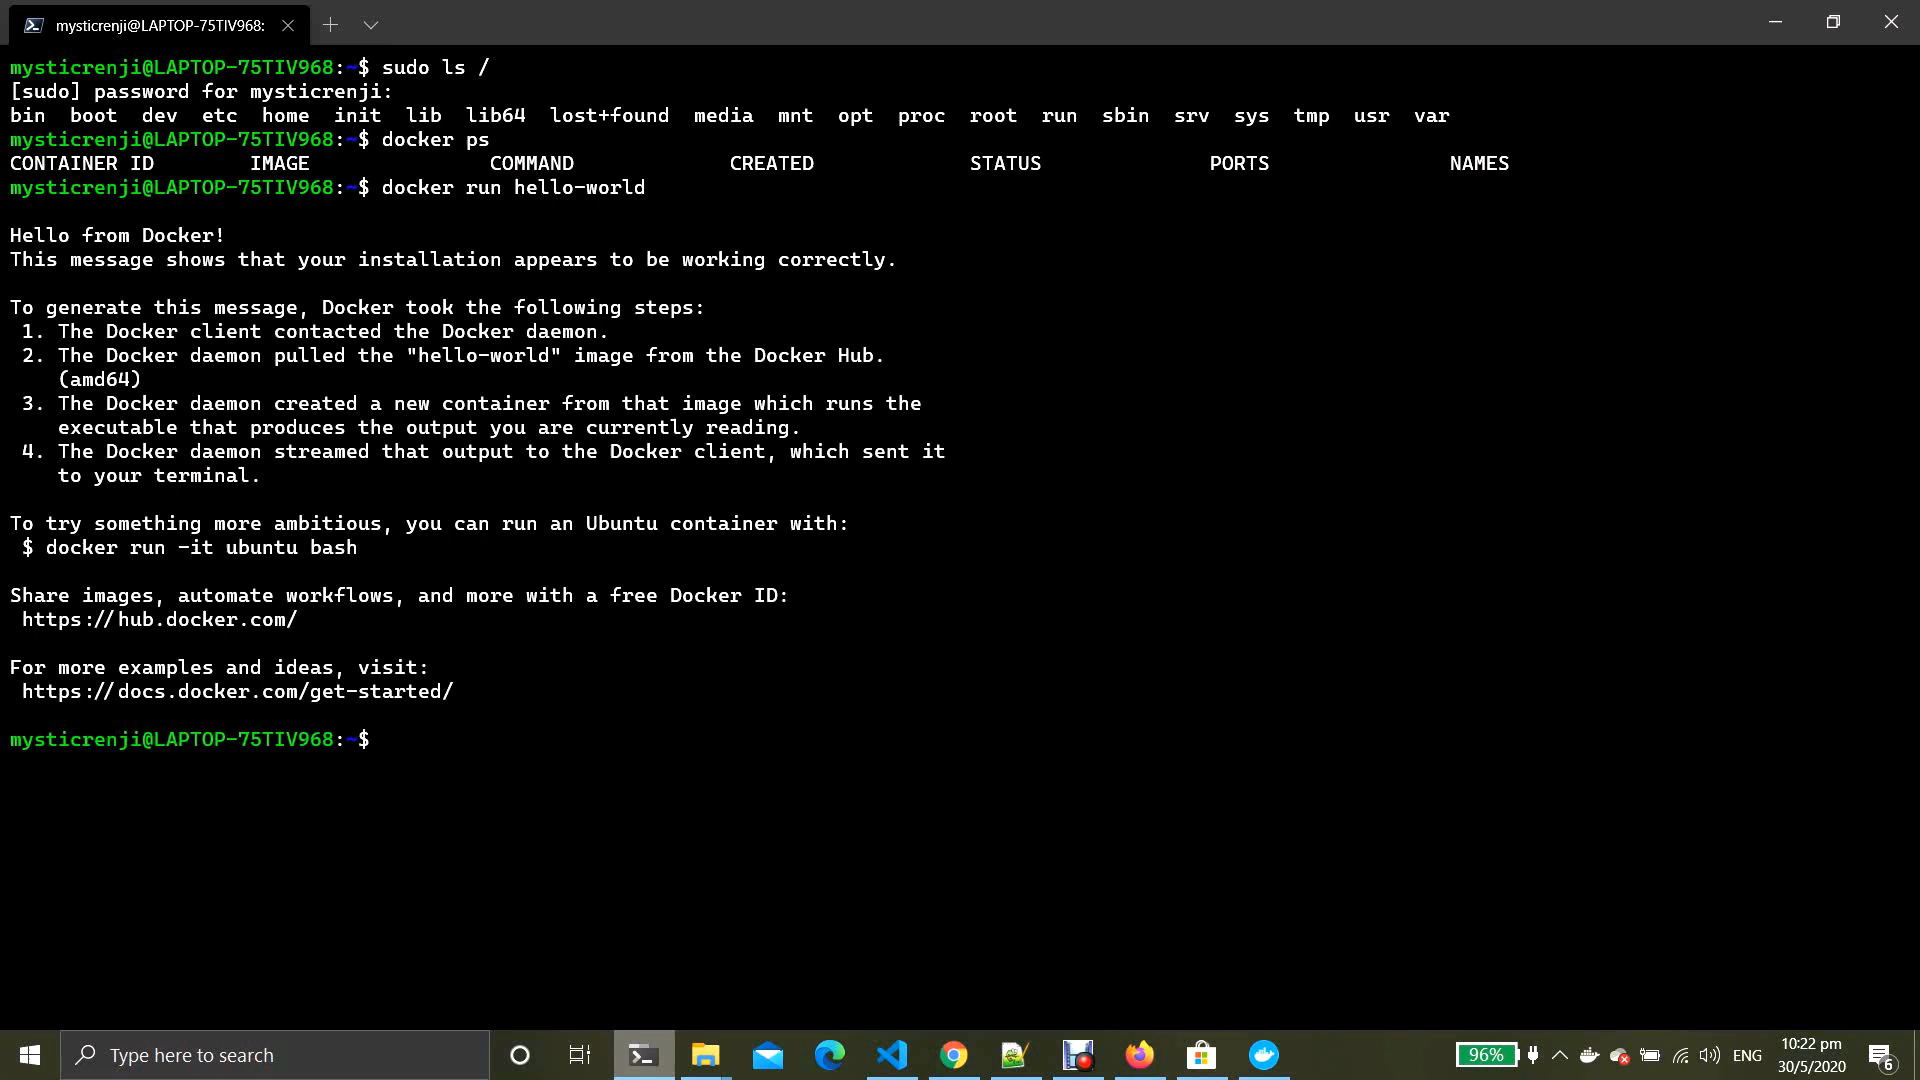 mysticrenji@LAPTOP-75TIV968:
mysticrenji@LAPTOP-75TIV968:~$ sudo ls /
[sudo] password for mysticrenji:
bin  boot  dev  etc  home  init  lib  lib64  lost+found  media  mnt  opt  proc  root  run  sbin  srv  sys  tmp  usr  var
mysticrenji@LAPTOP-75TIV968:~$ docker ps
CONTAINER ID        IMAGE               COMMAND             CREATED             STATUS              PORTS               NAMES
mysticrenji@LAPTOP-75TIV968:~$ docker run hello-world
Hello from Docker!
This message shows that your installation appears to be working correctly.
To generate this message, Docker took the following steps:
 1. The Docker client contacted the Docker daemon.
 2. The Docker daemon pulled the "hello-world" image from the Docker Hub.
    (amd64)
 3. The Docker daemon created a new container from that image which runs the
    executable that produces the output you are currently reading.
 4. The Docker daemon streamed that output to the Docker client, which sent it
    to your terminal.
To try something more ambitious, you can run an Ubuntu container with:
 $ docker run -it ubuntu bash
Share images, automate workflows, and more with a free Docker ID:
 https://hub.docker.com/
For more examples and ideas, visit:
 https://docs.docker.com/get-started/
mysticrenji@LAPTOP-75TIV968:~$
Type here to search
96%
ENG
10:22 pm
30/5/2020
6